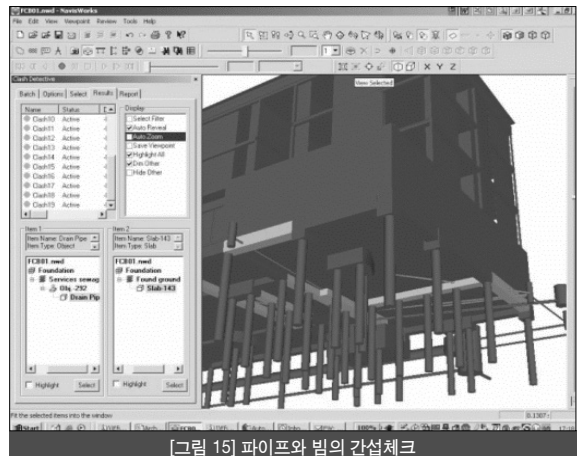 FCB01.nwd - NavisWorks
File Edit View Viewpoint Review Tools Help
Clash Detective
Batch Options Select Results Report
Name Status
Clash10 Active
Clash11 Active
Clash12 Active
Clash13 Active
Clash14 Active
Clash15 Active
Clash16 Active
Clash17 Active
Clash18 Active
Clash19 Active
Display
Select Filter
Auto Reveal
Auto Zoom
Save Viewpoint
Highlight All
Dim Other
Hide Other
View Selected
X Y Z
Item 1
Item Name: Drain Pipe
Item Type: Object
FCB01.nwd
Foundation
Services sewag
Obj -292
Drain Pip
Highlight Select
Item 2
Item Name: Slab-143
Item Type: Slab
FCB01.nwd
Foundation
Found ground
Slab-143
Highlight Select
Fit the selected items into the window
Start
[그림 15] 파이프와 빔의 간섭체크